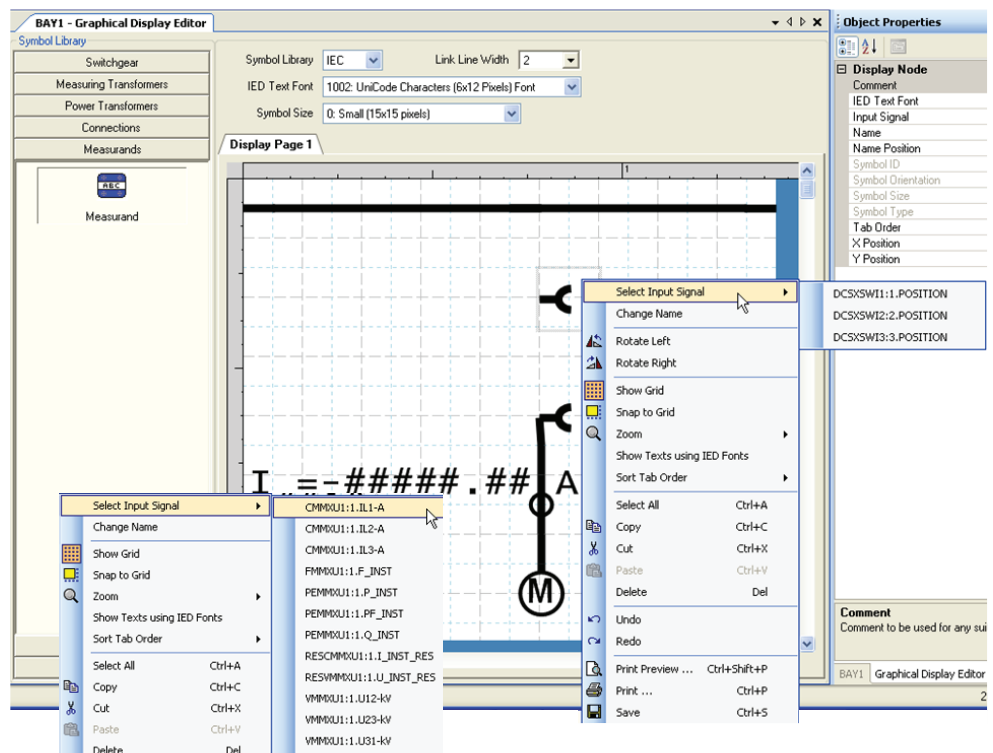 BAY1 - Graphical Display Editor
Symbol Library
Switchgear
Measuring Transformers
Power Transformers
Connections
Measurands
ABC
Measurand
Symbol Library IEC Link Line Width 2
IED Text Font 1002: UniCode Characters (6x12 Pixels) Font
Symbol Size 0: Small (15x15 pixels)
Display Page 1
1
I =-#####.## A
M
Select Input Signal
Change Name
Rotate Left
Rotate Right
Show Grid
Snap to Grid
Zoom
Show Texts using IED Fonts
Sort Tab Order
Select All Ctrl+A
Copy Ctrl+C
Cut Ctrl+X
Paste Ctrl+V
Delete Del
Undo
Redo
Print Preview ... Ctrl+Shift+P
Print ... Ctrl+P
Save Ctrl+S
DCSXSWI1:1.POSITION
DCSXSWI2:2.POSITION
DCSXSWI3:3.POSITION
Select Input Signal
Change Name
Show Grid
Snap to Grid
Zoom
Show Texts using IED Fonts
Sort Tab Order
Select All Ctrl+A
Copy Ctrl+C
Cut Ctrl+X
Paste Ctrl+V
Delete Del
CMMXU1:1.IL1-A
CMMXU1:1.IL2-A
CMMXU1:1.IL3-A
FMMXU1:1.F_INST
PEMMXU1:1.P_INST
PEMMXU1:1.PF_INST
PEMMXU1:1.Q_INST
RESCMMXU1:1.I_INST_RES
RESVMMXU1:1.U_INST_RES
VMMXU1:1.U12-kV
VMMXU1:1.U23-kV
VMMXU1:1.U31-kV
Object Properties
Display Node
Comment
IED Text Font
Input Signal
Name
Name Position
Symbol ID
Symbol Orientation
Symbol Size
Symbol Type
Tab Order
X Position
Y Position
Comment
Comment to be used for any sui
BAY1 Graphical Display Editor
2